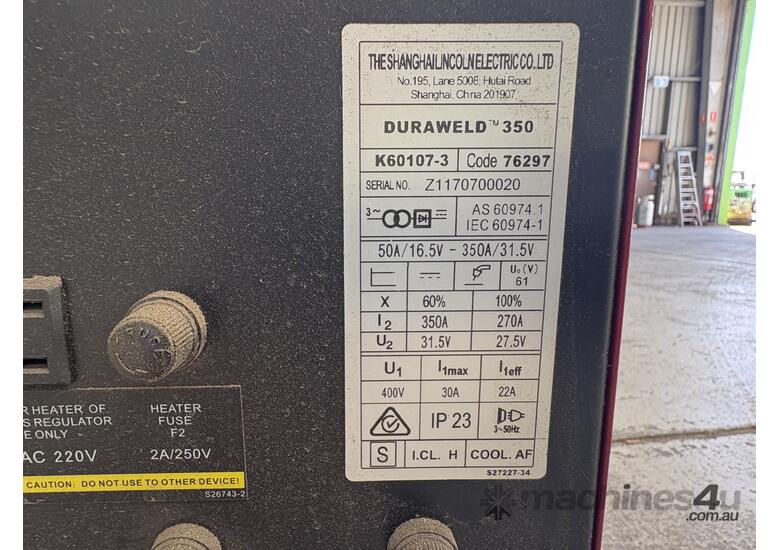 THE SHANGHAI LINCOLN ELECTRIC CO.,LTD
No.195, Lane 5008, Hutai Road
Shanghai, China 201907
DURAWELD™ 350
K60107-3 Code 76297
SERIAL NO. Z1170700020
3~ AS 60974.1
IEC 60974-1
50A/16.5V - 350A/31.5V
U₀(V)
61
X 60% 100%
I2 350A 270A
U2 31.5V 27.5V
U1 I1max I1eff
400V 30A 22A
IP 23 3~50Hz
S I.CL. H COOL. AF
S27227-34
R HEATER OF
S REGULATOR
E ONLY
AC 220V
HEATER
FUSE
F2
2A/250V
CAUTION: DO NOT USE TO OTHER DEVICE!
S26743-2
machines4u
.com.au